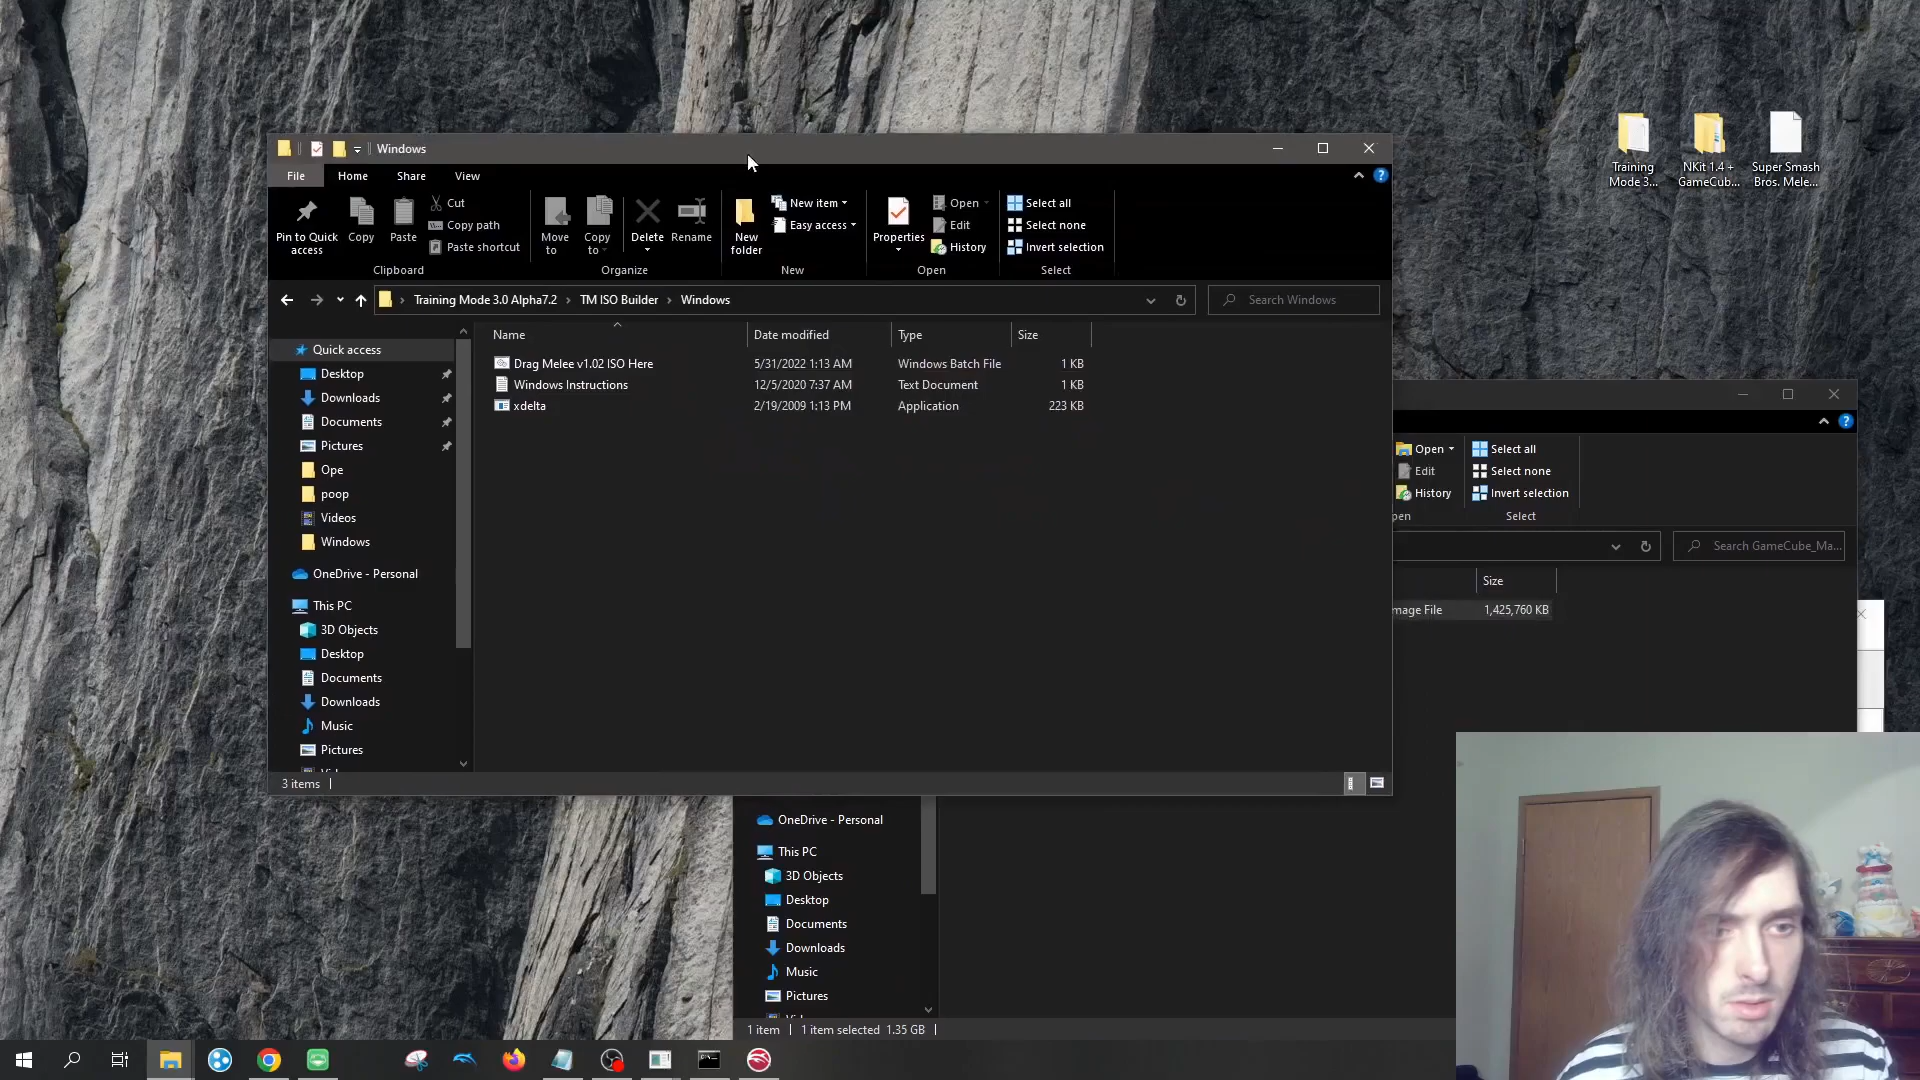 Windows
File
Home
Share
View
Pin to Quick
access
Copy
Paste
Cut
Copy path
Paste shortcut
Clipboard
Move
to
Copy
to
Delete
Rename
Organize
New
folder
New item
Easy access
New
Properties
Open
Edit
History
Open
Select all
Select none
Invert selection
Select
Training Mode 3.0 Alpha7.2
TM ISO Builder
Windows
Search Windows
Name
Date modified
Type
Size
Drag Melee v1.02 ISO Here
5/31/2022 1:13 AM
Windows Batch File
1 KB
Windows Instructions
12/5/2020 7:37 AM
Text Document
1 KB
xdelta
2/19/2009 1:13 PM
Application
223 KB
Quick access
Desktop
Downloads
Documents
Pictures
Ope
poop
Videos
Windows
OneDrive - Personal
This PC
3D Objects
Desktop
Documents
Downloads
Music
Pictures
3 items
Training
Mode 3...
NKit 1.4 +
GameCub...
Super Smash
Bros. Mele...
Open
Edit
History
pen
Select all
Select none
Invert selection
Select
Search GameCube_Ma...
Size
mage File
1,425,760 KB
OneDrive - Personal
This PC
3D Objects
Desktop
Documents
Downloads
Music
Pictures
1 item
1 item selected 1.35 GB